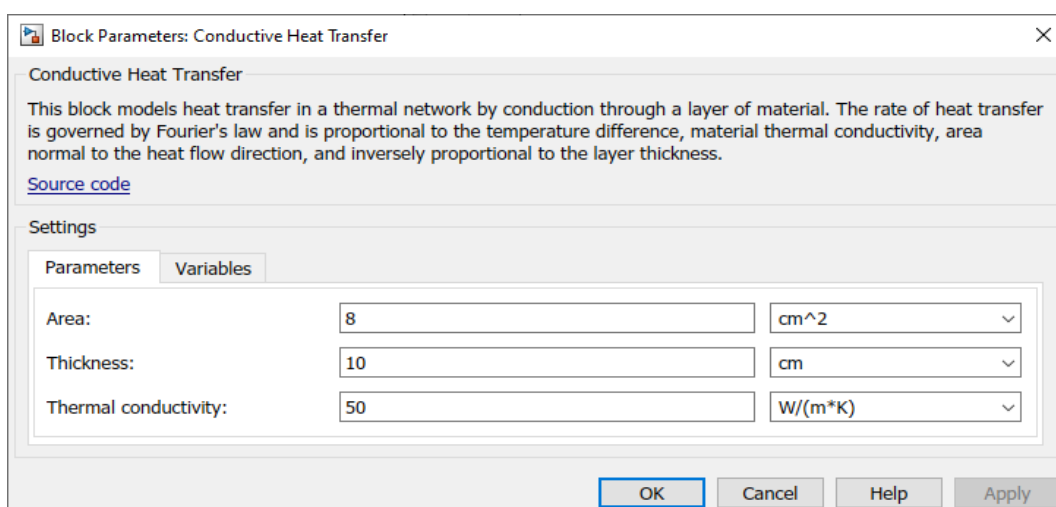 Block Parameters: Conductive Heat Transfer
Conductive Heat Transfer
This block models heat transfer in a thermal network by conduction through a layer of material. The rate of heat transfer
is governed by Fourier's law and is proportional to the temperature difference, material thermal conductivity, area
normal to the heat flow direction, and inversely proportional to the layer thickness.
Source code
Settings
Parameters Variables
Area: 8 cm^2
Thickness: 10 cm
Thermal conductivity: 50 W/(m*K)
OK Cancel Help Apply